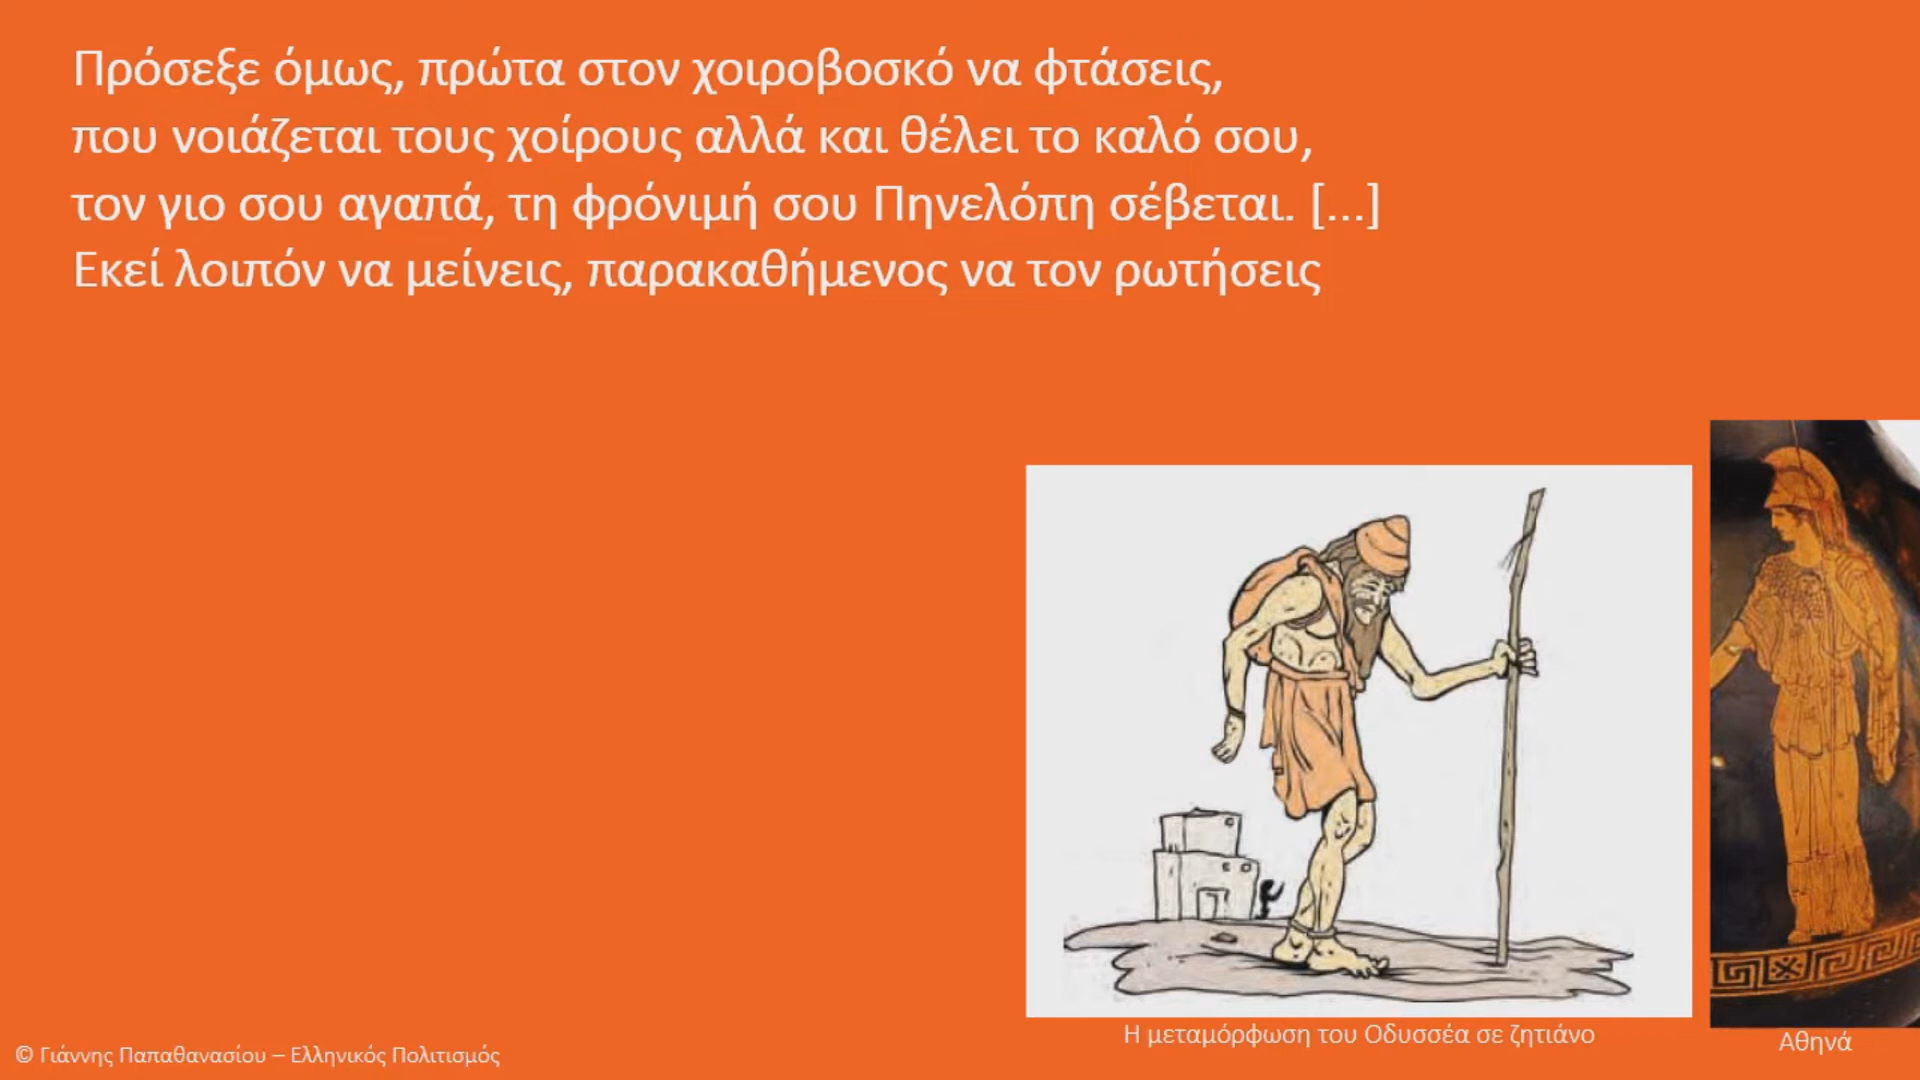 Πρόσεξε όμως, πρώτα στον χοιροβοσκό να φτάσεις,
που νοιάζεται τους χοίρους αλλά και θέλει το καλό σου,
τον γιο σου αγαπά, τη φρόνιμή σου Πηνελόπη σέβεται. [...]
Εκεί λοιπόν να μείνεις, παρακαθήμενος να τον ρωτήσεις
Η μεταμόρφωση του Οδυσσέα σε ζητιάνο
Αθηνά
© Γιάννης Παπαθανασίου – Ελληνικός Πολιτισμός